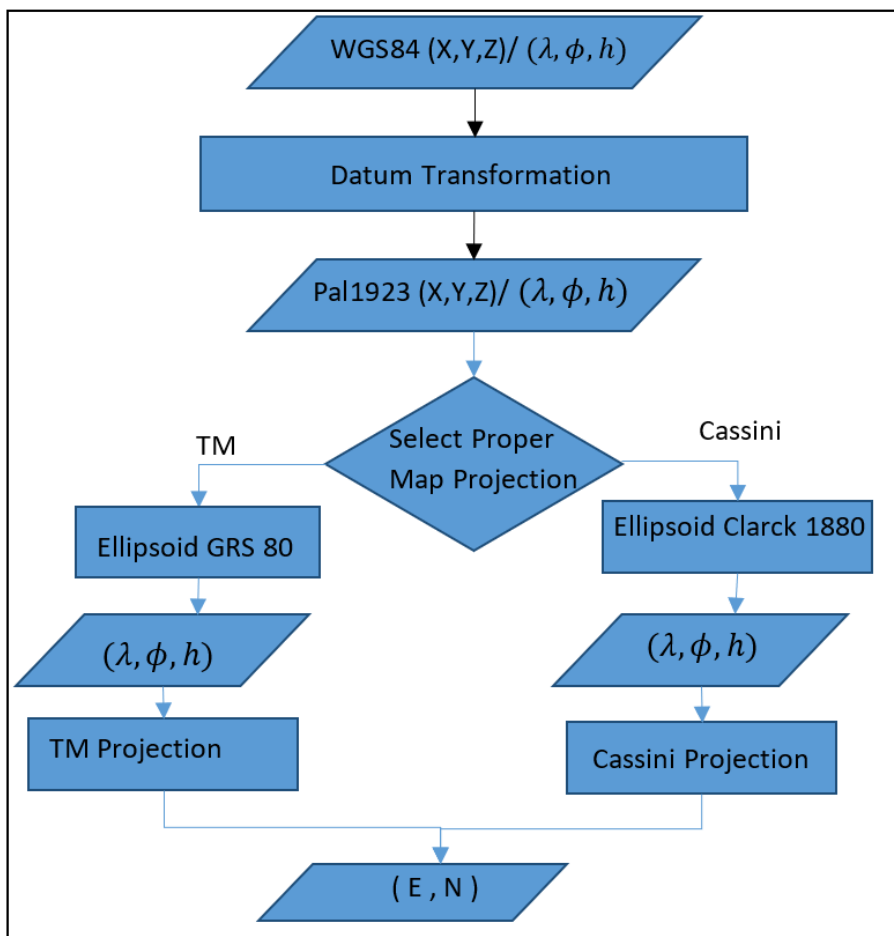 WGS84 (X,Y,Z)/ (λ, ϕ, h)
Datum Transformation
Pal1923 (X,Y,Z)/ (λ, ϕ, h)
Select Proper
Map Projection
TM
Cassini
Ellipsoid GRS 80
Ellipsoid Clarck 1880
(λ, ϕ, h)
(λ, ϕ, h)
TM Projection
Cassini Projection
( E , N )